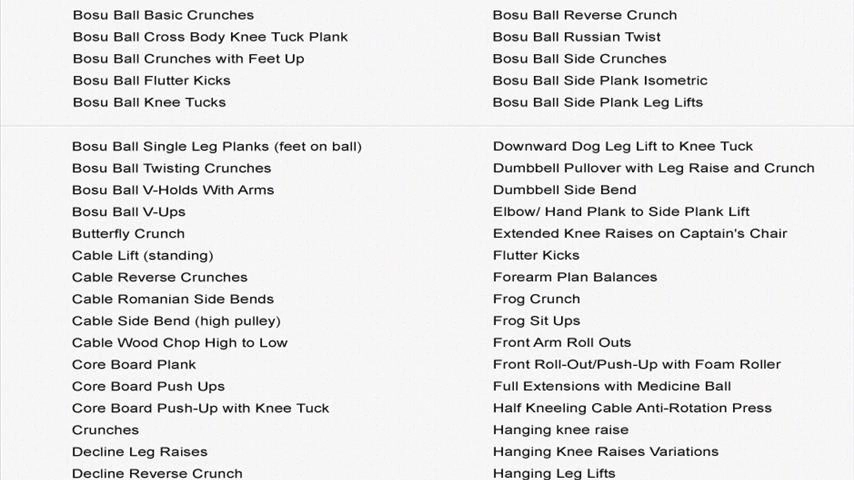 Bosu Ball Basic Crunches
Bosu Ball Cross Body Knee Tuck Plank
Bosu Ball Crunches with Feet Up
Bosu Ball Flutter Kicks
Bosu Ball Knee Tucks
Bosu Ball Reverse Crunch
Bosu Ball Russian Twist
Bosu Ball Side Crunches
Bosu Ball Side Plank Isometric
Bosu Ball Side Plank Leg Lifts
Bosu Ball Single Leg Planks (feet on ball)
Bosu Ball Twisting Crunches
Bosu Ball V-Holds With Arms
Bosu Ball V-Ups
Butterfly Crunch
Cable Lift (standing)
Cable Reverse Crunches
Cable Romanian Side Bends
Cable Side Bend (high pulley)
Cable Wood Chop High to Low
Core Board Plank
Core Board Push Ups
Core Board Push-Up with Knee Tuck
Crunches
Decline Leg Raises
Decline Reverse Crunch
Downward Dog Leg Lift to Knee Tuck
Dumbbell Pullover with Leg Raise and Crunch
Dumbbell Side Bend
Elbow/ Hand Plank to Side Plank Lift
Extended Knee Raises on Captain's Chair
Flutter Kicks
Forearm Plan Balances
Frog Crunch
Frog Sit Ups
Front Arm Roll Outs
Front Roll-Out/Push-Up with Foam Roller
Full Extensions with Medicine Ball
Half Kneeling Cable Anti-Rotation Press
Hanging knee raise
Hanging Knee Raises Variations
Hanging Leg Lifts